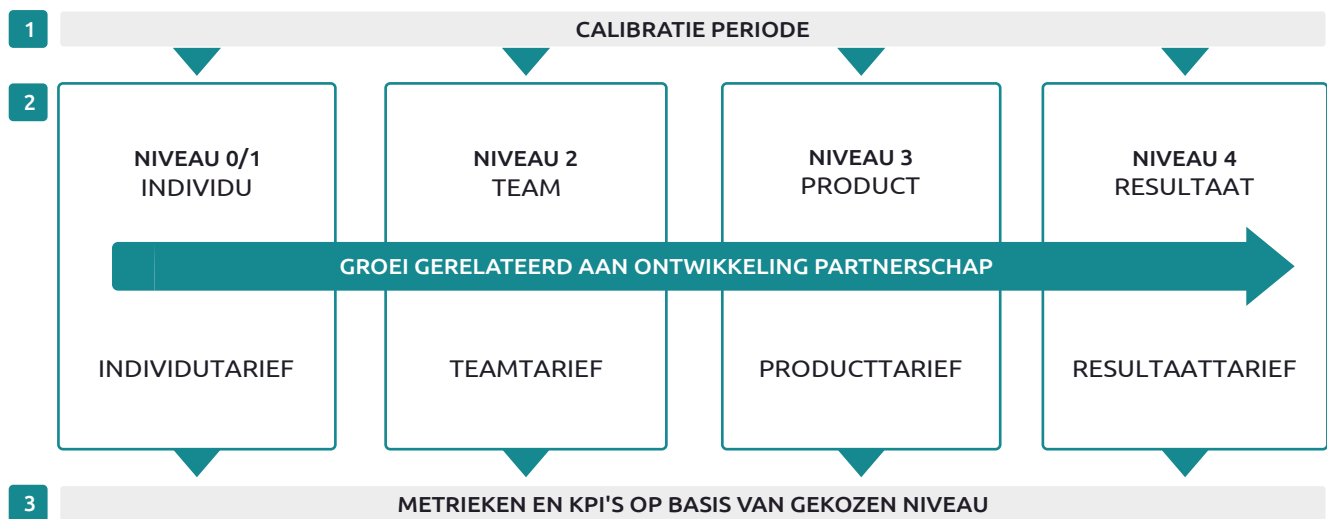 1
CALIBRATIE PERIODE
2
NIVEAU 0/1
INDIVIDU
NIVEAU 2
TEAM
NIVEAU 3
PRODUCT
NIVEAU 4
RESULTAAT
GROEI GERELATEERD AAN ONTWIKKELING PARTNERSCHAP
INDIVIDUTARIEF
TEAMTARIEF
PRODUCTTARIEF
RESULTAATTARIEF
3
METRIEKEN EN KPI'S OP BASIS VAN GEKOZEN NIVEAU